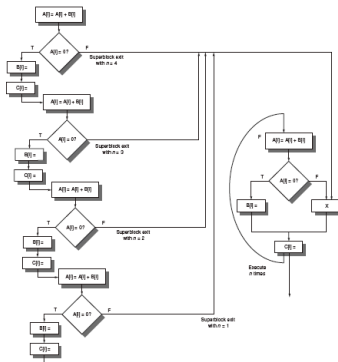 A[i] = A[i] + B[i]
T
A[i] = 0?
F
Superblock exit
with n = 4
B[i] =
C[i] =
A[i] = A[i] + B[i]
T
A[i] = 0?
F
Superblock exit
with n = 3
B[i] =
C[i] =
A[i] = A[i] + B[i]
T
A[i] = 0?
F
Superblock exit
with n = 2
B[i] =
C[i] =
A[i] = A[i] + B[i]
T
A[i] = 0?
F
Superblock exit
with n = 1
B[i] =
C[i] =
F
A[i] = A[i] + B[i]
T
A[i] = 0?
F
B[i] =
X
C[i] =
Execute
n times